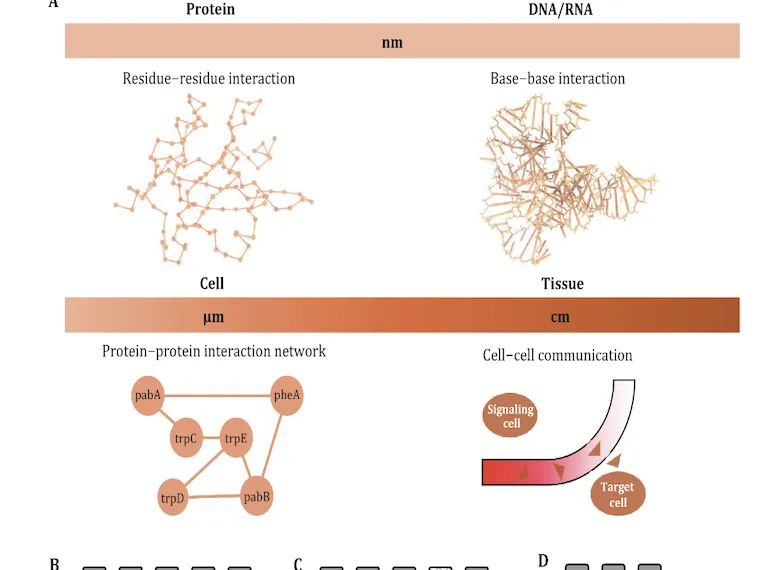 A
Protein DNA/RNA
nm
Residue–residue interaction Base–base interaction
Cell Tissue
µm cm
Protein–protein interaction network Cell–cell communication
pabA pheA
Signaling
cell
trpC trpE
Target
cell
trpD pabB
B C D